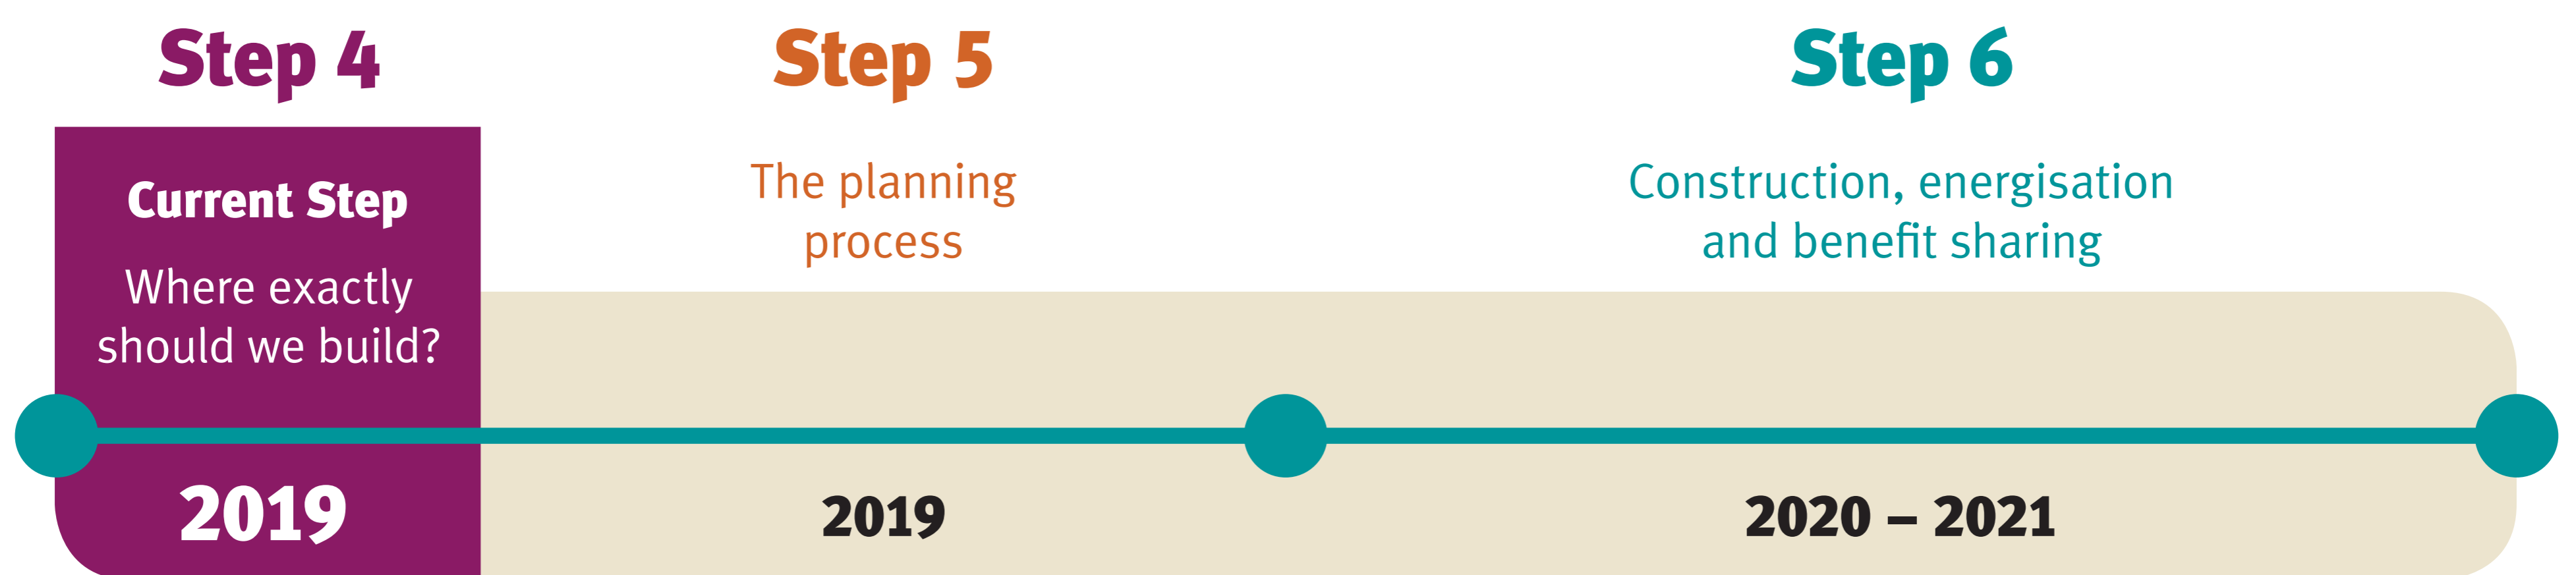 Step 4
Current Step
Where exactly
should we build?
2019
Step 5
The planning
process
2019
Step 6
Construction, energisation
and benefit sharing
2020 – 2021